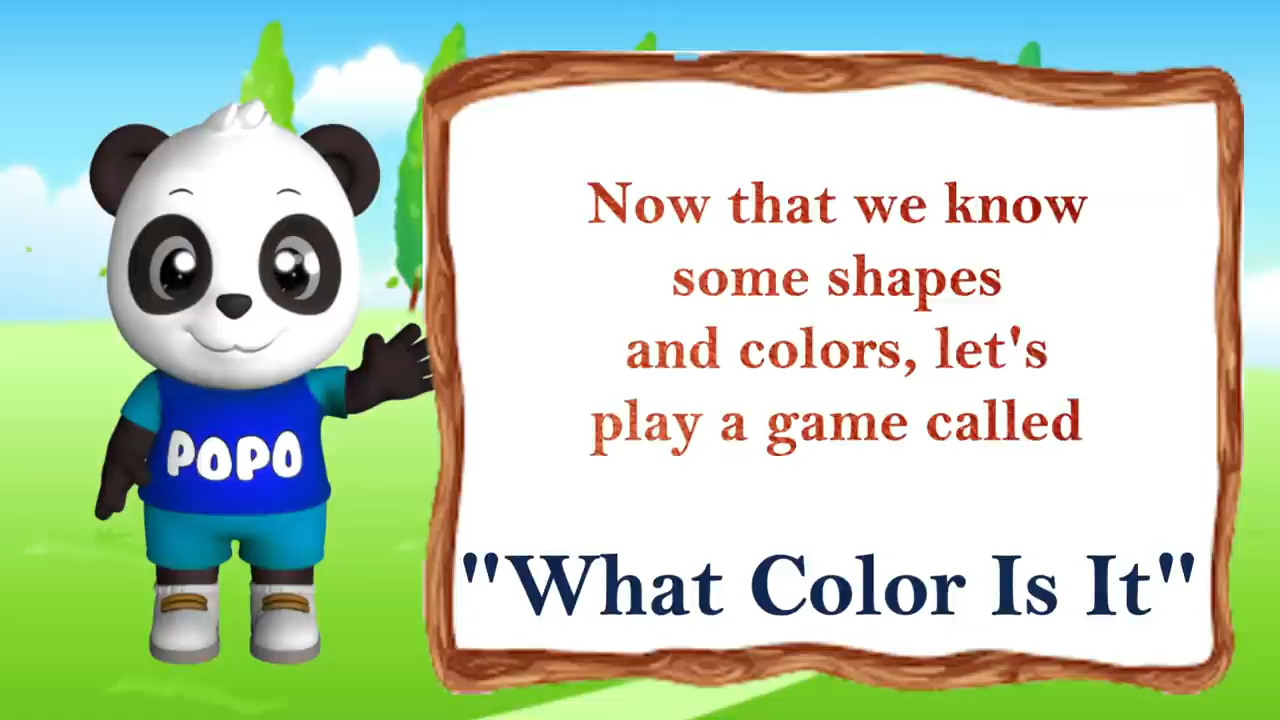 POPO
Now that we know
some shapes
and colors, let's
play a game called
"What Color Is It"